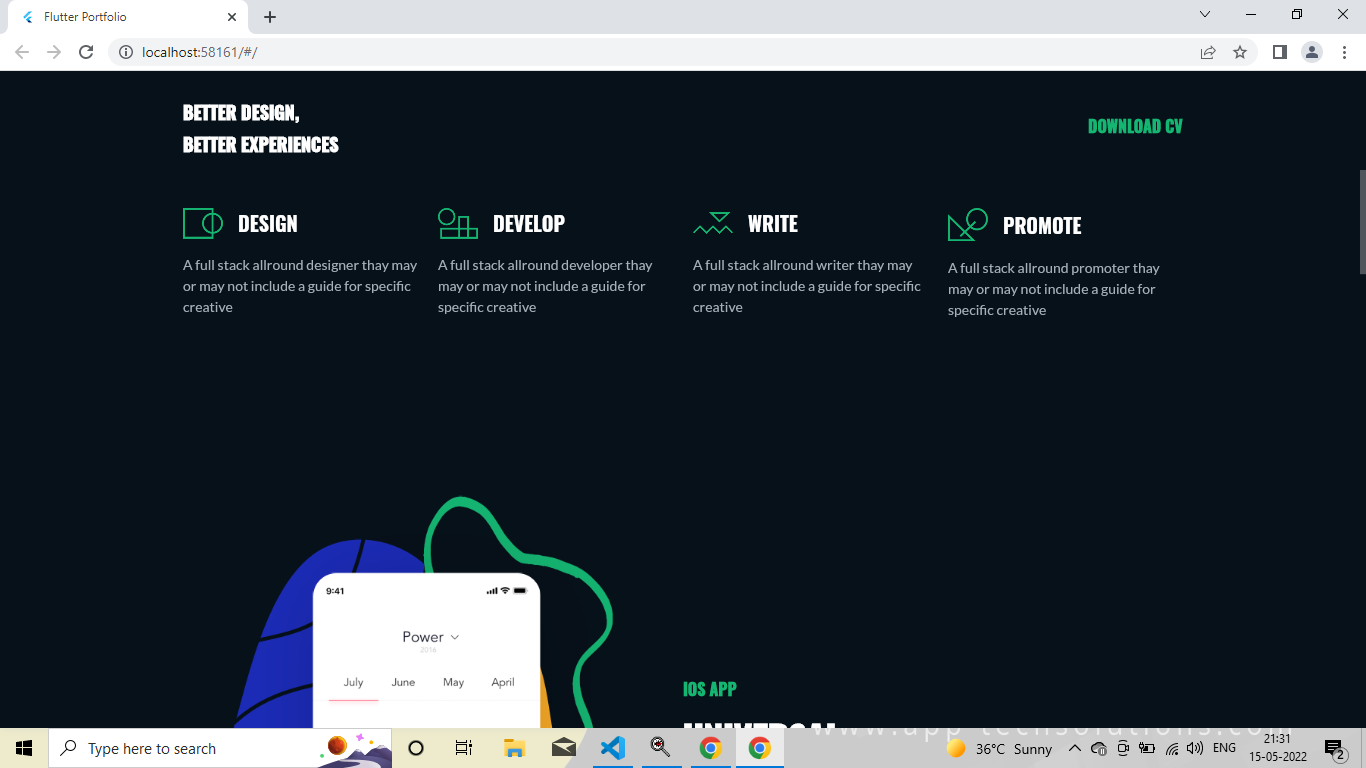 Flutter Portfolio
localhost:58161/#/
BETTER DESIGN,
BETTER EXPERIENCES
DOWNLOAD CV
DESIGN
A full stack allround designer thay may
or may not include a guide for specific
creative
DEVELOP
A full stack allround developer thay
may or may not include a guide for
specific creative
WRITE
A full stack allround writer thay may
or may not include a guide for specific
creative
PROMOTE
A full stack allround promoter thay
may or may not include a guide for
specific creative
9:41
Power
2016
July June May April
IOS APP
UNIVERSAL
www.app-techsolutions.com
Type here to search
36°C Sunny
ENG
21:31
15-05-2022
2